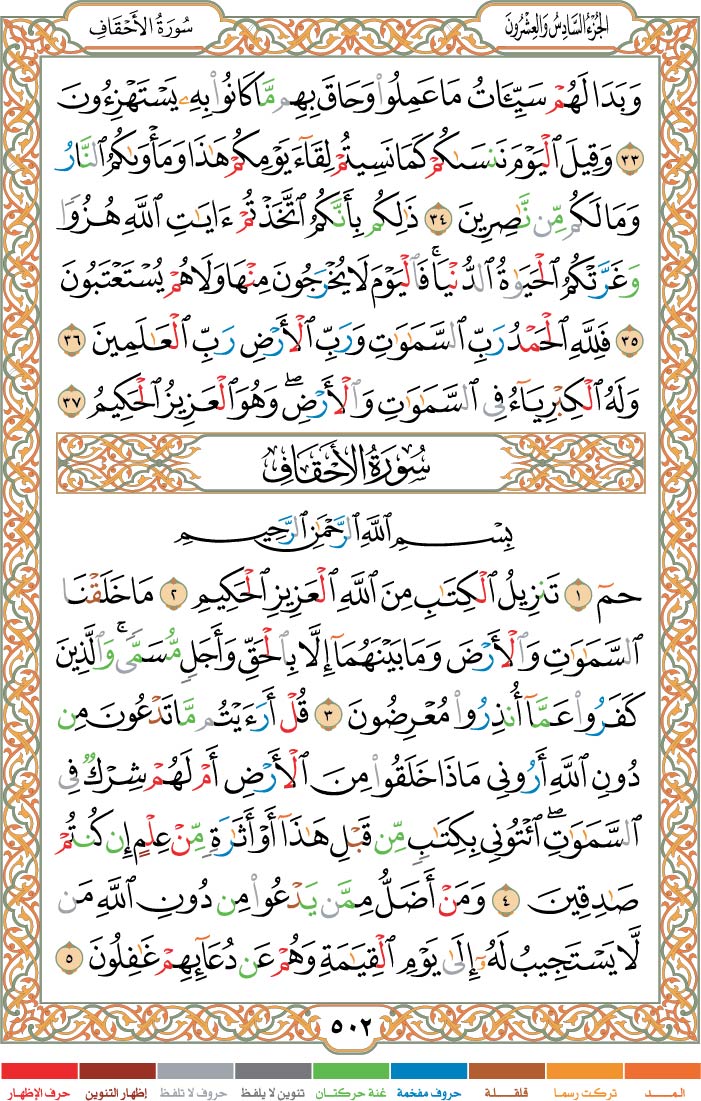 الجُزءُ السَّادِسُ وَالعِشْرُونَ
سُورَةُ الأَحْقَافِ
وَبَدَا لَهُمْ سَيِّـَٔاتُ مَا عَمِلُوا۟ وَحَاقَ بِهِم مَّا كَانُوا۟ بِهِۦ يَسْتَهْزِءُونَ
٣٣ وَقِيلَ ٱلْيَوْمَ نَنسَىٰكُمْ كَمَا نَسِيتُمْ لِقَآءَ يَوْمِكُمْ هَٰذَا وَمَأْوَىٰكُمُ ٱلنَّارُ
وَمَا لَكُم مِّن نَّٰصِرِينَ ٣٤ ذَٰلِكُم بِأَنَّكُمُ ٱتَّخَذْتُمْ ءَايَٰتِ ٱللَّهِ هُزُوًا
وَغَرَّتْكُمُ ٱلْحَيَوٰةُ ٱلدُّنْيَا ۚ فَٱلْيَوْمَ لَا يُخْرَجُونَ مِنْهَا وَلَا هُمْ يُسْتَعْتَبُونَ
٣٥ فَلِلَّهِ ٱلْحَمْدُ رَبِّ ٱلسَّمَٰوَٰتِ وَرَبِّ ٱلْأَرْضِ رَبِّ ٱلْعَٰلَمِينَ ٣٦
وَلَهُ ٱلْكِبْرِيَآءُ فِى ٱلسَّمَٰوَٰتِ وَٱلْأَرْضِ ۖ وَهُوَ ٱلْعَزِيزُ ٱلْحَكِيمُ ٣٧
سُورَةُ الأَحْقَافِ
بِسْمِ ٱللَّهِ ٱلرَّحْمَٰنِ ٱلرَّحِيمِ
حمٓ ١ تَنزِيلُ ٱلْكِتَٰبِ مِنَ ٱللَّهِ ٱلْعَزِيزِ ٱلْحَكِيمِ ٢ مَا خَلَقْنَا
ٱلسَّمَٰوَٰتِ وَٱلْأَرْضَ وَمَا بَيْنَهُمَآ إِلَّا بِٱلْحَقِّ وَأَجَلٍ مُّسَمًّى ۚ وَٱلَّذِينَ
كَفَرُوا۟ عَمَّآ أُنذِرُوا۟ مُعْرِضُونَ ٣ قُلْ أَرَءَيْتُم مَّا تَدْعُونَ مِن
دُونِ ٱللَّهِ أَرُونِى مَاذَا خَلَقُوا۟ مِنَ ٱلْأَرْضِ أَمْ لَهُمْ شِرْكٌ فِى
ٱلسَّمَٰوَٰتِ ۖ ٱئْتُونِى بِكِتَٰبٍ مِّن قَبْلِ هَٰذَآ أَوْ أَثَٰرَةٍ مِّنْ عِلْمٍ إِن كُنتُمْ
صَٰدِقِينَ ٤ وَمَنْ أَضَلُّ مِمَّن يَدْعُوا۟ مِن دُونِ ٱللَّهِ مَن
لَّا يَسْتَجِيبُ لَهُۥٓ إِلَىٰ يَوْمِ ٱلْقِيَٰمَةِ وَهُمْ عَن دُعَآئِهِمْ غَٰفِلُونَ ٥
٥٠٢
المـــد
تركت رسما
قلقـلـة
حروف مفخمة
غنة حركتـان
تنوين لا يلفظ
حروف لا تلفظ
إظهار التنوين
حرف الإظهار